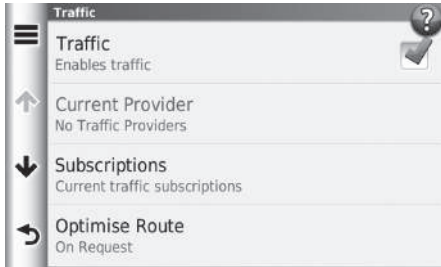 Traffic
?
Traffic
Enables traffic
Current Provider
No Traffic Providers
Subscriptions
Current traffic subscriptions
Optimise Route
On Request